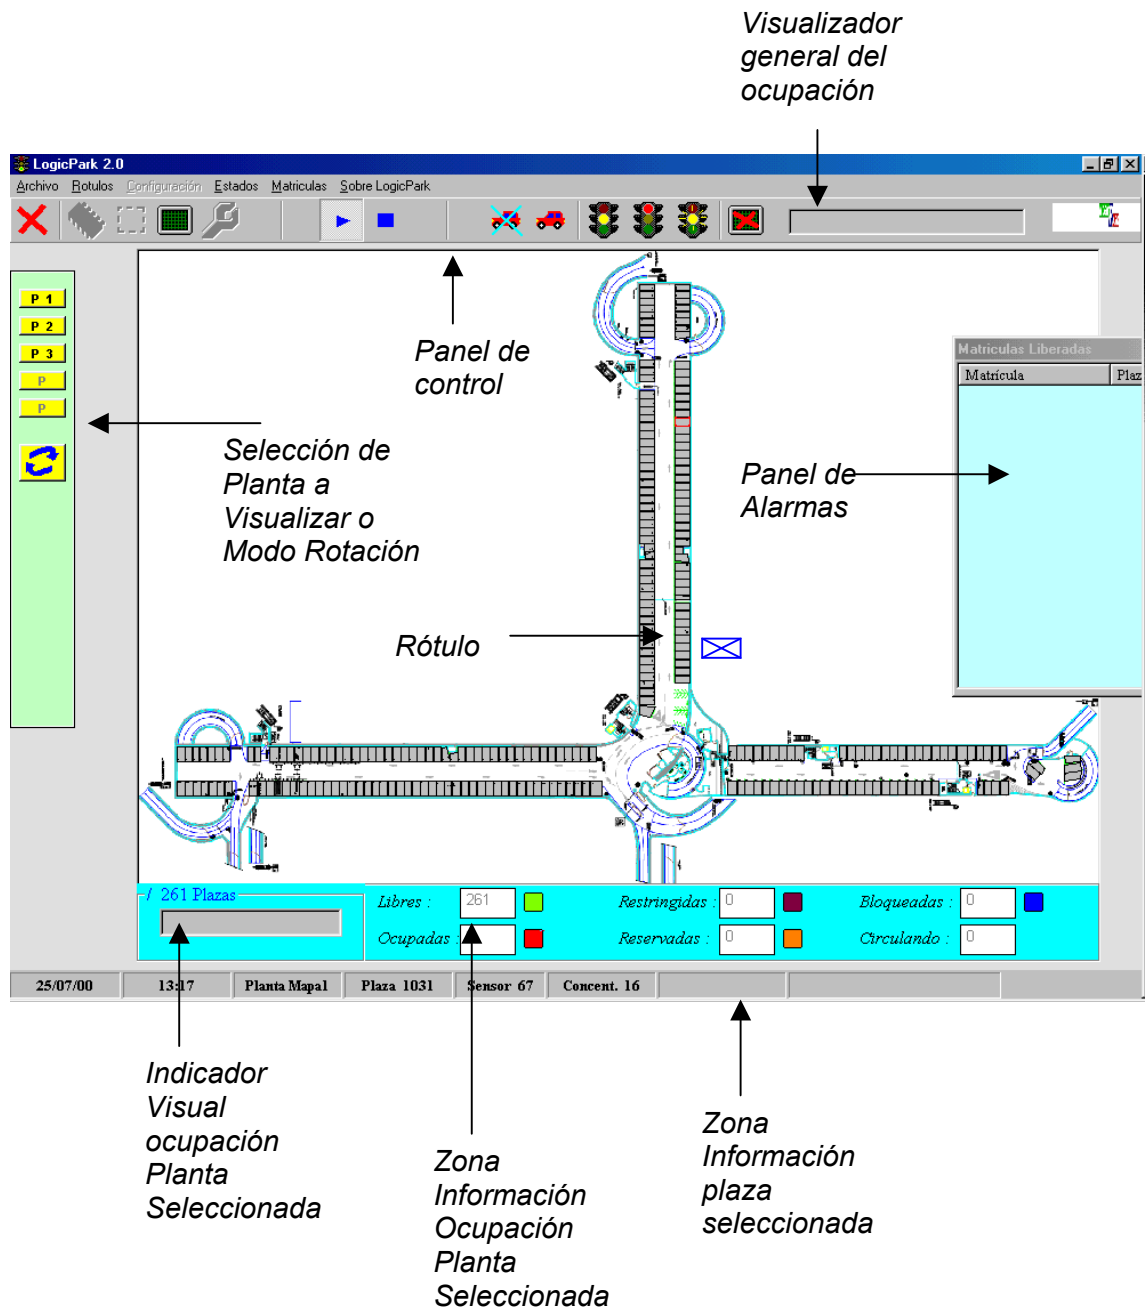 Visualizador
general del
ocupación
LogicPark 2.0
Archivo Rotulos Configuración Estados Matriculas Sobre LogicPark
P 1
P 2
P 3
P
P
Panel de
control
Matriculas Liberadas
Matrícula Plaz
Selección de
Planta a
Visualizar o
Modo Rotación
Panel de
Alarmas
Rótulo
/ 261 Plazas
Libres : 261 Restringidas : 0 Bloqueadas : 0
Ocupadas : Reservadas : 0 Circulando : 0
25/07/00 13:17 Planta Mapa1 Plaza 1031 Sensor 67 Concent. 16
Indicador
Visual
ocupación
Planta
Seleccionada
Zona
Información
Ocupación
Planta
Seleccionada
Zona
Información
plaza
seleccionada